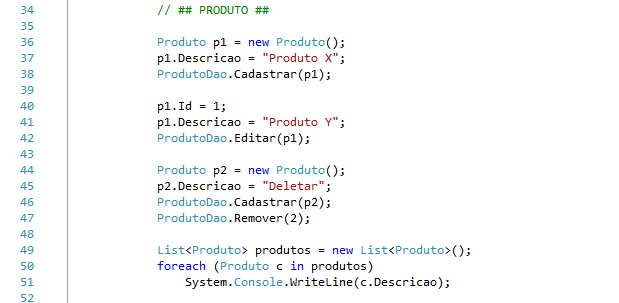 34 // ## PRODUTO ##
35
36 Produto p1 = new Produto();
37 p1.Descricao = "Produto X";
38 ProdutoDao.Cadastrar(p1);
39
40 p1.Id = 1;
41 p1.Descricao = "Produto Y";
42 ProdutoDao.Editar(p1);
43
44 Produto p2 = new Produto();
45 p2.Descricao = "Deletar";
46 ProdutoDao.Cadastrar(p2);
47 ProdutoDao.Remover(2);
48
49 List<Produto> produtos = new List<Produto>();
50 foreach (Produto c in produtos)
51 System.Console.WriteLine(c.Descricao);
52